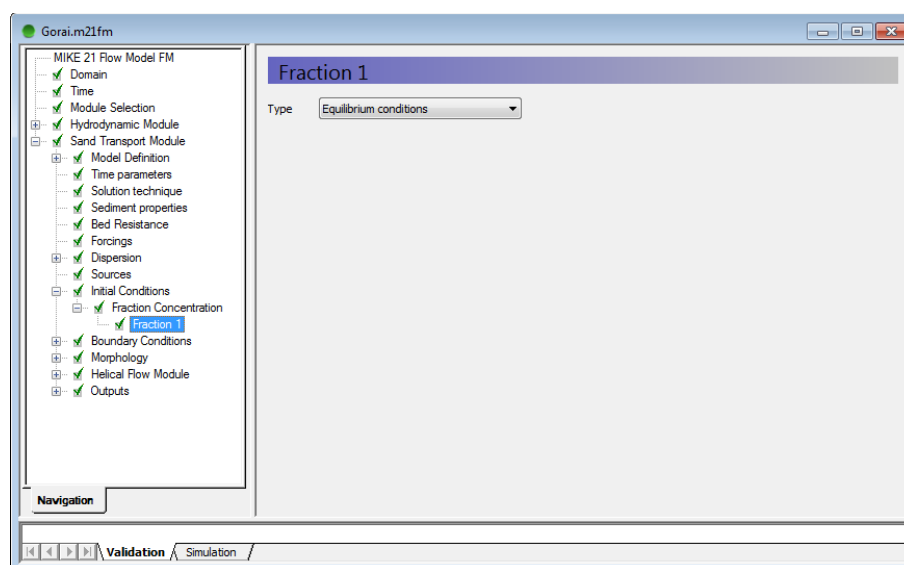 Gorai.m21fm
MIKE 21 Flow Model FM
Domain
Time
Module Selection
Hydrodynamic Module
Sand Transport Module
Model Definition
Time parameters
Solution technique
Sediment properties
Bed Resistance
Forcings
Dispersion
Sources
Initial Conditions
Fraction Concentration
Fraction 1
Boundary Conditions
Morphology
Helical Flow Module
Outputs
Navigation
Fraction 1
Type Equilibrium conditions
Validation Simulation